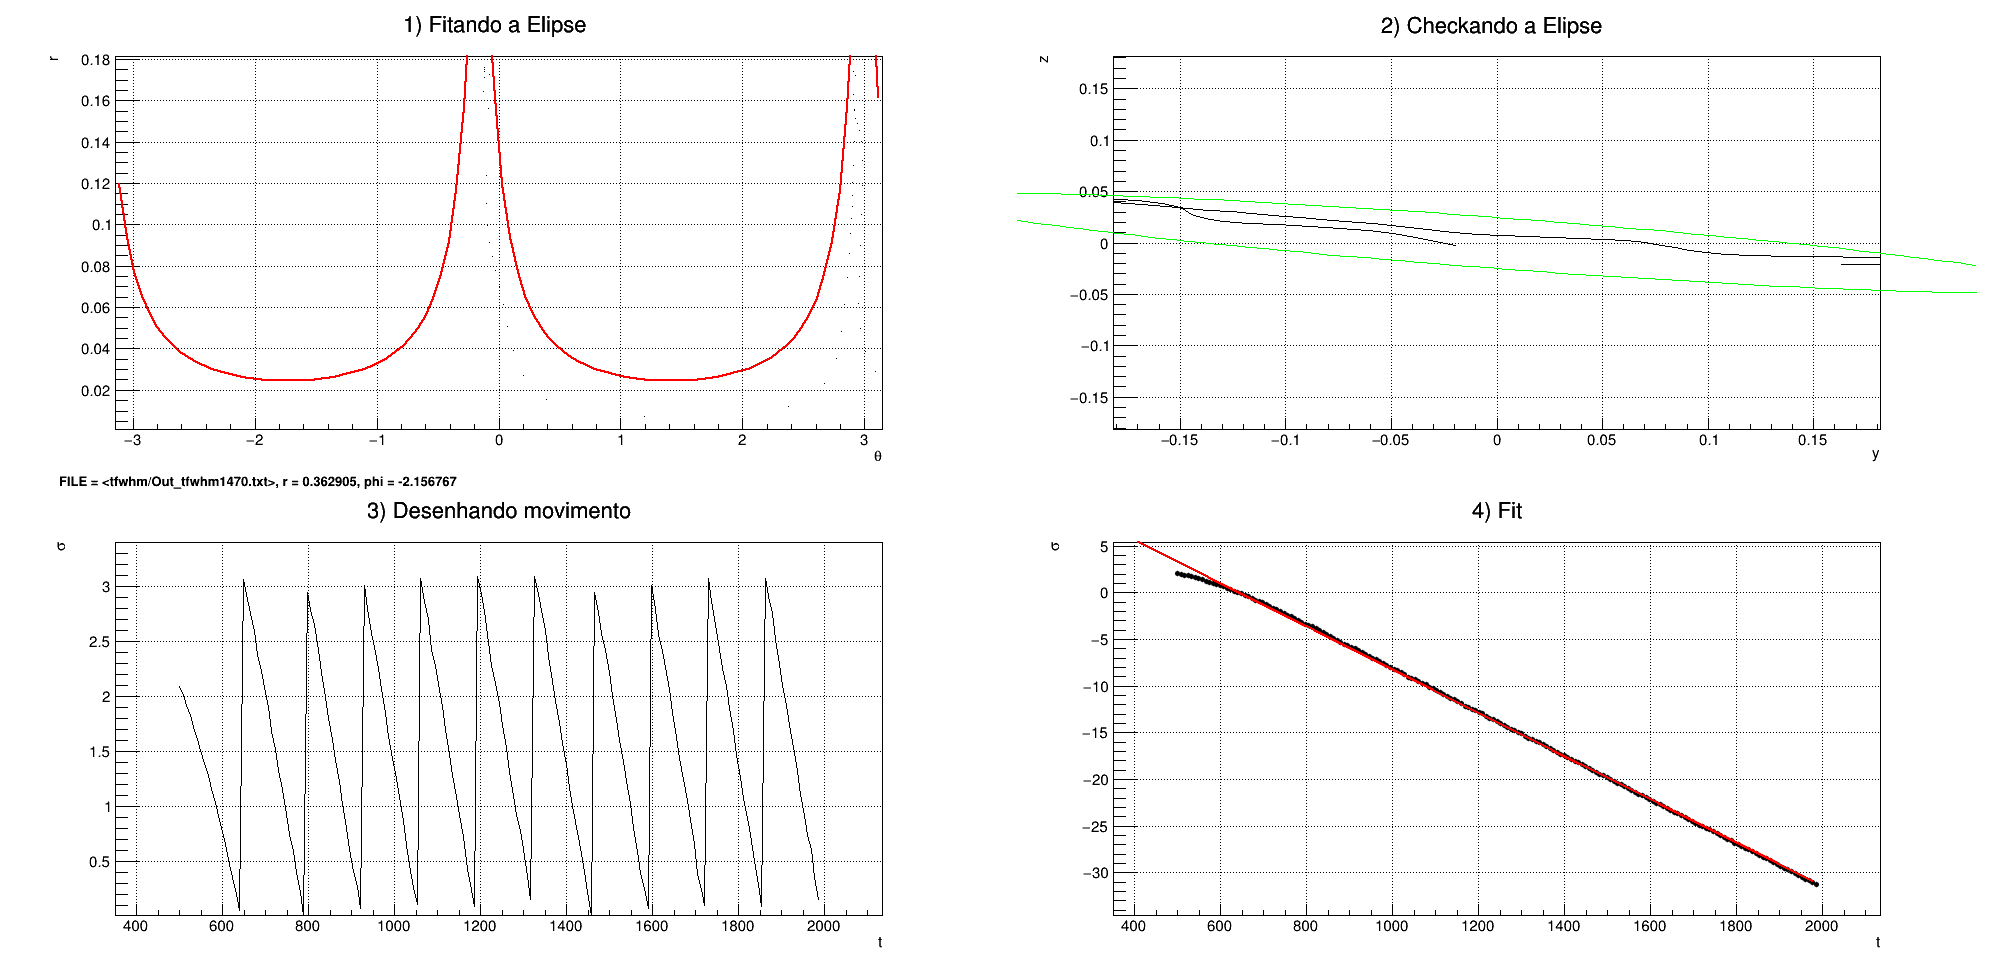 1) Fitando a Elipse
r
0.18
0.16
0.14
0.12
0.1
0.08
0.06
0.04
0.02
−3 −2 −1 0 1 2 3
θ
2) Checkando a Elipse
z
0.15
0.1
0.05
0
−0.05
−0.1
−0.15
−0.15 −0.1 −0.05 0 0.05 0.1 0.15
y
FILE = <tfwhm/Out_tfwhm1470.txt>, r = 0.362905, phi = -2.156767
3) Desenhando movimento
σ
3
2.5
2
1.5
1
0.5
400 600 800 1000 1200 1400 1600 1800 2000
t
4) Fit
σ
5
0
−5
−10
−15
−20
−25
−30
400 600 800 1000 1200 1400 1600 1800 2000
t